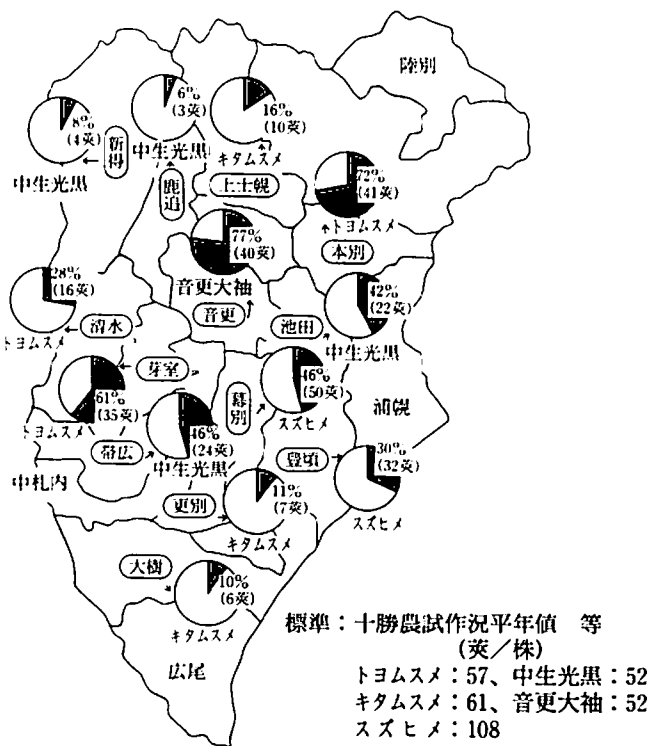 陸別
6%
(3莢)
中生光黒
鹿追
16%
(10莢)
キタムスメ
上士幌
8%
(4莢)
新得
中生光黒
72%
(41莢)
トヨムスメ
本別
77%
(40莢)
音更大袖
音更
28%
(16莢)
トヨムスメ
清水
池田
42%
(22莢)
中生光黒
芽室
61%
(35莢)
トヨムスメ
幕別
46%
(50莢)
スズヒメ
浦幌
帯広
46%
(24莢)
中生光黒
中札内
更別
11%
(7莢)
キタムスメ
豊頃
30%
(32莢)
スズヒメ
大樹
10%
(6莢)
キタムスメ
広尾
標準：十勝農試作況平年値 等
(莢／株)
トヨムスメ：57、中生光黒：52
キタムスメ：61、音更大袖：52
スズヒメ：108